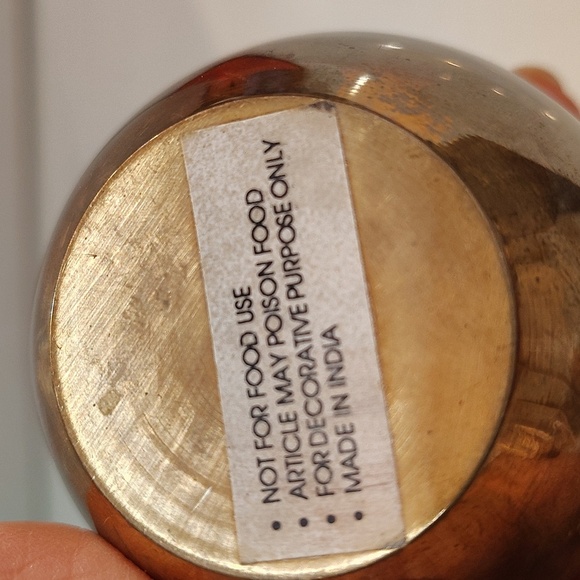 • NOT FOR FOOD USE
• ARTICLE MAY POISON FOOD
• FOR DECORATIVE PURPOSE ONLY
• MADE IN INDIA